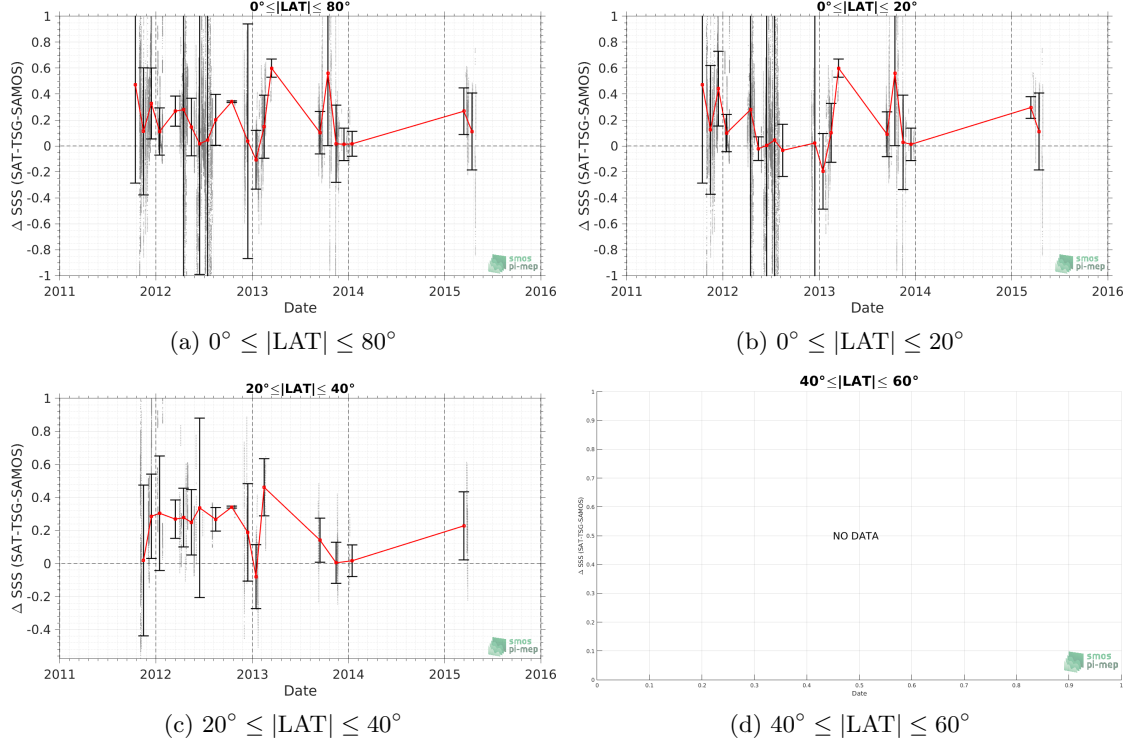 0°≤|LAT|≤ 80°
1
0.8
0.6
0.4
0.2
0
-0.2
-0.4
-0.6
-0.8
-1
Δ SSS (SAT-TSG-SAMOS)
2011 2012 2013 2014 2015 2016
Date
smos
pi-mep
(a) 0° ≤ |LAT| ≤ 80°
0°≤|LAT|≤ 20°
1
0.8
0.6
0.4
0.2
0
-0.2
-0.4
-0.6
-0.8
-1
Δ SSS (SAT-TSG-SAMOS)
2011 2012 2013 2014 2015 2016
Date
smos
pi-mep
(b) 0° ≤ |LAT| ≤ 20°
20°≤|LAT|≤ 40°
1
0.8
0.6
0.4
0.2
0
-0.2
-0.4
Δ SSS (SAT-TSG-SAMOS)
2011 2012 2013 2014 2015 2016
Date
smos
pi-mep
(c) 20° ≤ |LAT| ≤ 40°
40°≤|LAT|≤ 60°
1
0.9
0.8
0.7
0.6
0.5
0.4
0.3
0.2
0.1
0
Δ SSS (SAT-TSG-SAMOS)
NO DATA
0 0.1 0.2 0.3 0.4 0.5 0.6 0.7 0.8 0.9 1
Date
smos
pi-mep
(d) 40° ≤ |LAT| ≤ 60°